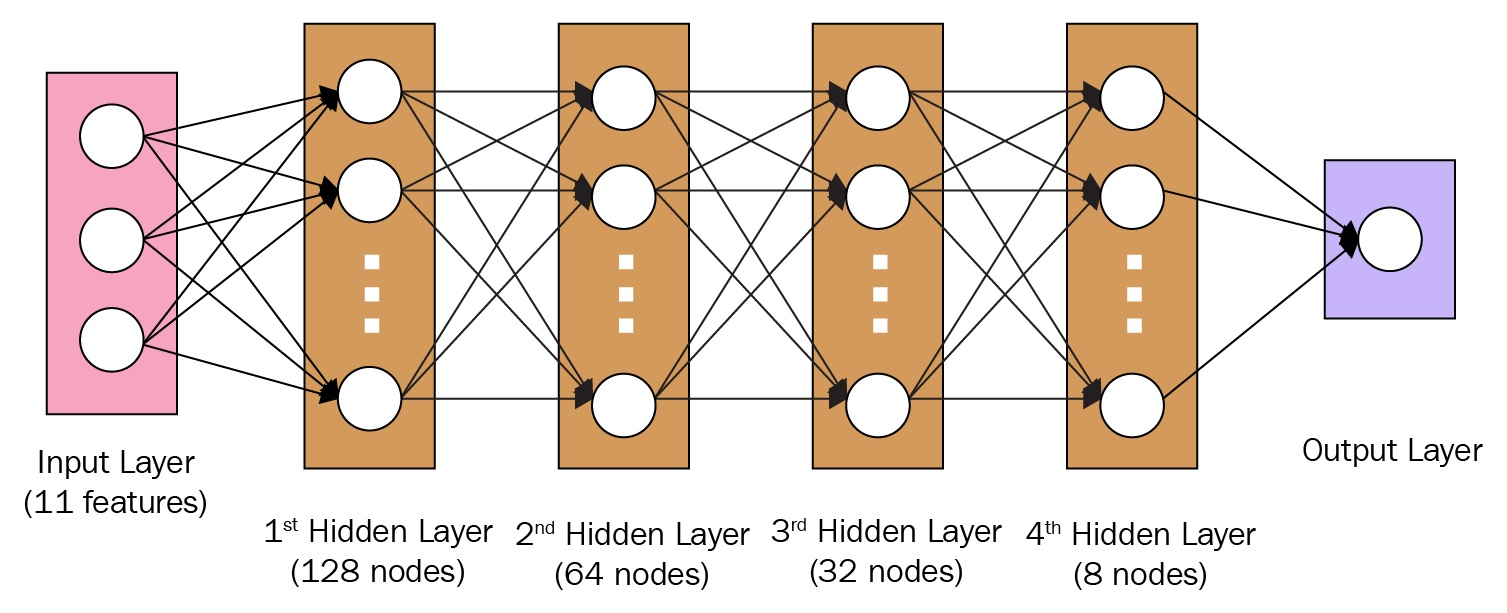 Input Layer
(11 features)
1st Hidden Layer
(128 nodes)
2nd Hidden Layer
(64 nodes)
3rd Hidden Layer
(32 nodes)
4th Hidden Layer
(8 nodes)
Output Layer